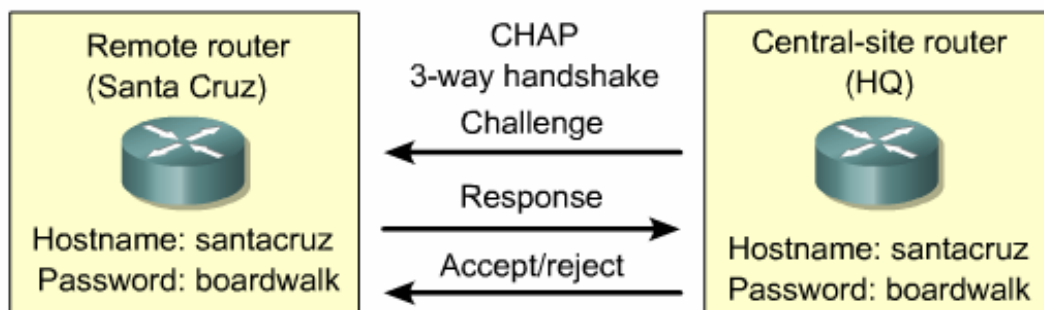 Remote router
(Santa Cruz)
Hostname: santacruz
Password: boardwalk
CHAP
3-way handshake
Challenge
Response
Accept/reject
Central-site router
(HQ)
Hostname: santacruz
Password: boardwalk